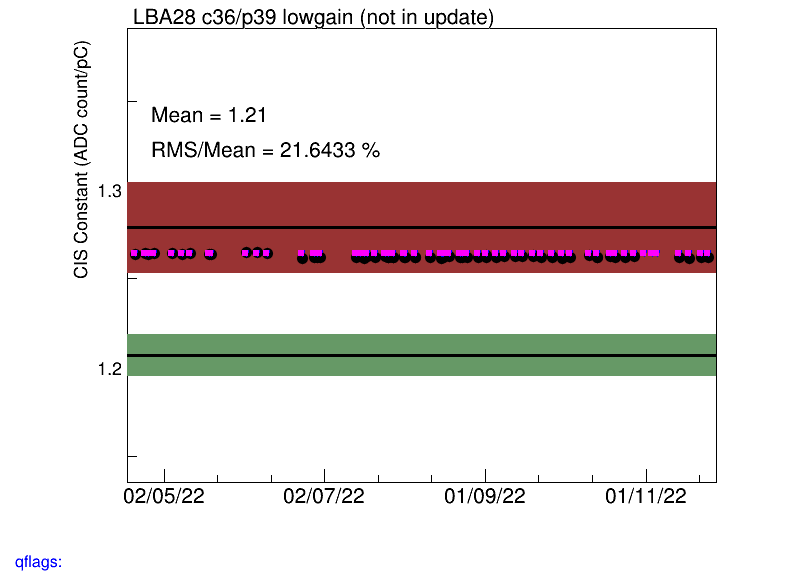 LBA28 c36/p39 lowgain (not in update)
CIS Constant (ADC count/pC)
Mean = 1.21
RMS/Mean = 21.6433 %
1.3
1.2
02/05/22
02/07/22
01/09/22
01/11/22
qflags: